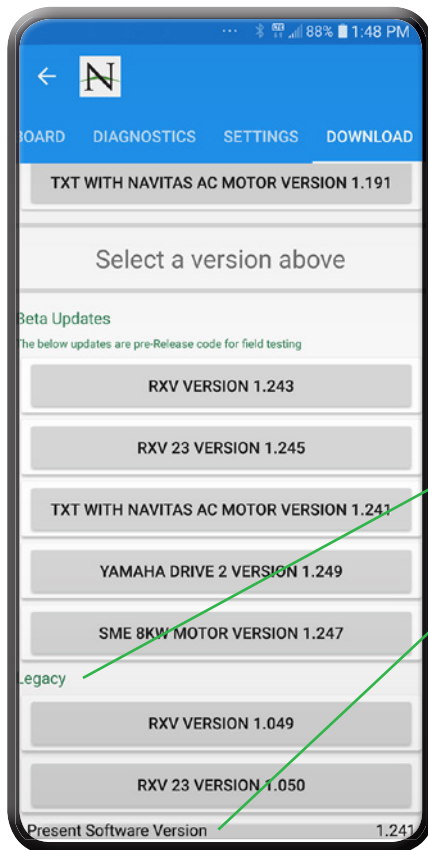 88% 1:48 PM
N
BOARD DIAGNOSTICS SETTINGS DOWNLOAD
TXT WITH NAVITAS AC MOTOR VERSION 1.191
Select a version above
Beta Updates
The below updates are pre-Release code for field testing
RXV VERSION 1.243
RXV 23 VERSION 1.245
TXT WITH NAVITAS AC MOTOR VERSION 1.241
YAMAHA DRIVE 2 VERSION 1.249
SME 8KW MOTOR VERSION 1.247
Legacy
RXV VERSION 1.049
RXV 23 VERSION 1.050
Present Software Version 1.241